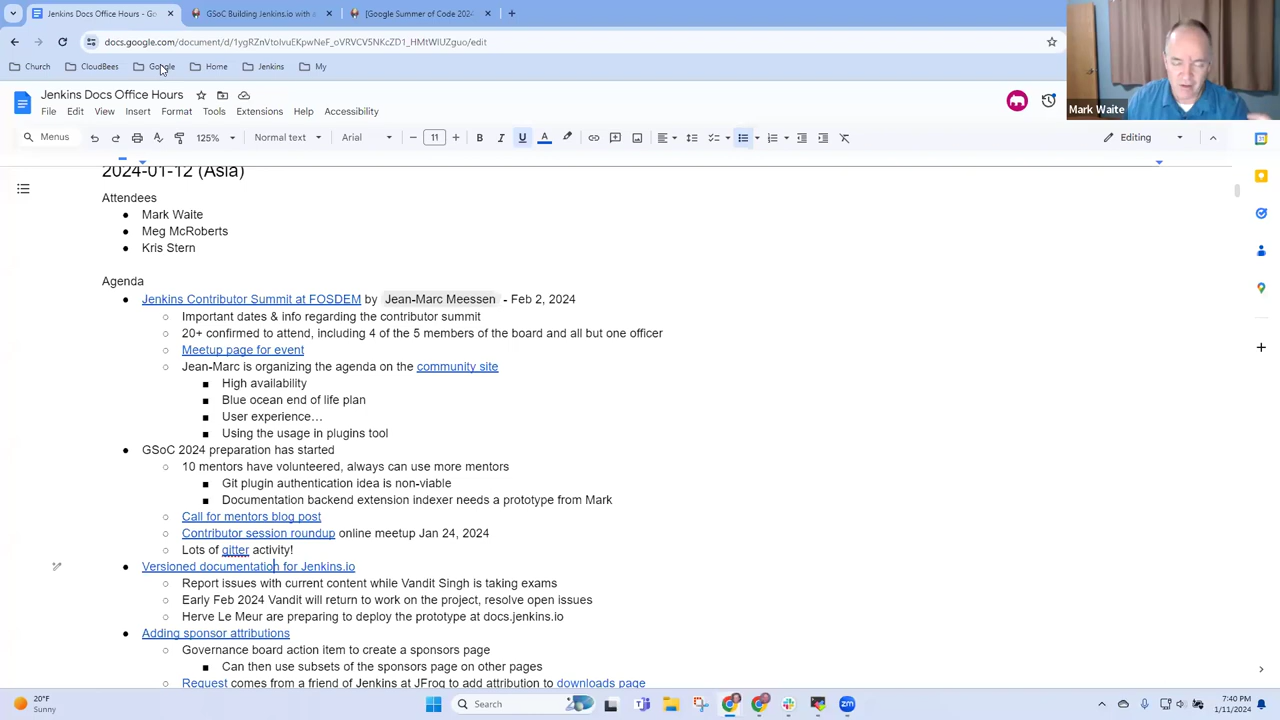 Jenkins Docs Office Hours - Go
GSoC Building Jenkins.io with a
[Google Summer of Code 2024
docs.google.com/document/d/1ygRZnVtoIvuEKpwNeF_oVRVCV5NKcZD1_HMtWIUZguo/edit
Church
CloudBees
Google
Home
Jenkins
My
Mark Waite
Jenkins Docs Office Hours
File Edit View Insert Format Tools Extensions Help Accessibility
Menus
125%
Normal text
Arial
11
Editing
2024-01-12 (Asia)
Attendees
● Mark Waite
● Meg McRoberts
● Kris Stern
Agenda
● Jenkins Contributor Summit at FOSDEM by Jean-Marc Meessen - Feb 2, 2024
○ Important dates & info regarding the contributor summit
○ 20+ confirmed to attend, including 4 of the 5 members of the board and all but one officer
○ Meetup page for event
○ Jean-Marc is organizing the agenda on the community site
■ High availability
■ Blue ocean end of life plan
■ User experience…
■ Using the usage in plugins tool
● GSoC 2024 preparation has started
○ 10 mentors have volunteered, always can use more mentors
■ Git plugin authentication idea is non-viable
■ Documentation backend extension indexer needs a prototype from Mark
○ Call for mentors blog post
○ Contributor session roundup online meetup Jan 24, 2024
○ Lots of gitter activity!
● Versioned documentation for Jenkins.io
○ Report issues with current content while Vandit Singh is taking exams
○ Early Feb 2024 Vandit will return to work on the project, resolve open issues
○ Herve Le Meur are preparing to deploy the prototype at docs.jenkins.io
● Adding sponsor attributions
○ Governance board action item to create a sponsors page
■ Can then use subsets of the sponsors page on other pages
○ Request comes from a friend of Jenkins at JFrog to add attribution to downloads page
20°F
Sunny
Search
7:40 PM
1/11/2024